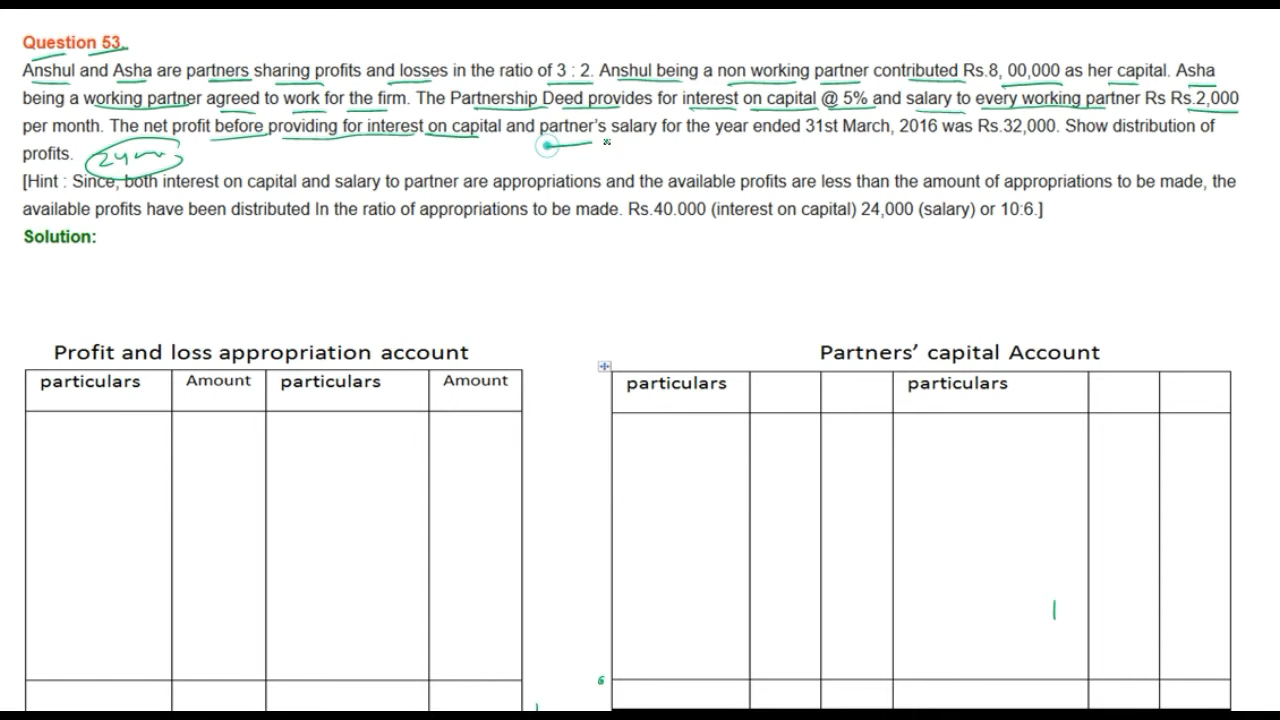 Question 53.
Anshul and Asha are partners sharing profits and losses in the ratio of 3 : 2. Anshul being a non working partner contributed Rs.8, 00,000 as her capital. Asha
being a working partner agreed to work for the firm. The Partnership Deed provides for interest on capital @ 5% and salary to every working partner Rs Rs.2,000
per month. The net profit before providing for interest on capital and partner's salary for the year ended 31st March, 2016 was Rs.32,000. Show distribution of
profits.
[Hint : Since, both interest on capital and salary to partner are appropriations and the available profits are less than the amount of appropriations to be made, the
available profits have been distributed In the ratio of appropriations to be made. Rs.40.000 (interest on capital) 24,000 (salary) or 10:6.]
Solution:
Profit and loss appropriation account
Partners' capital Account
particulars Amount particulars Amount
particulars particulars